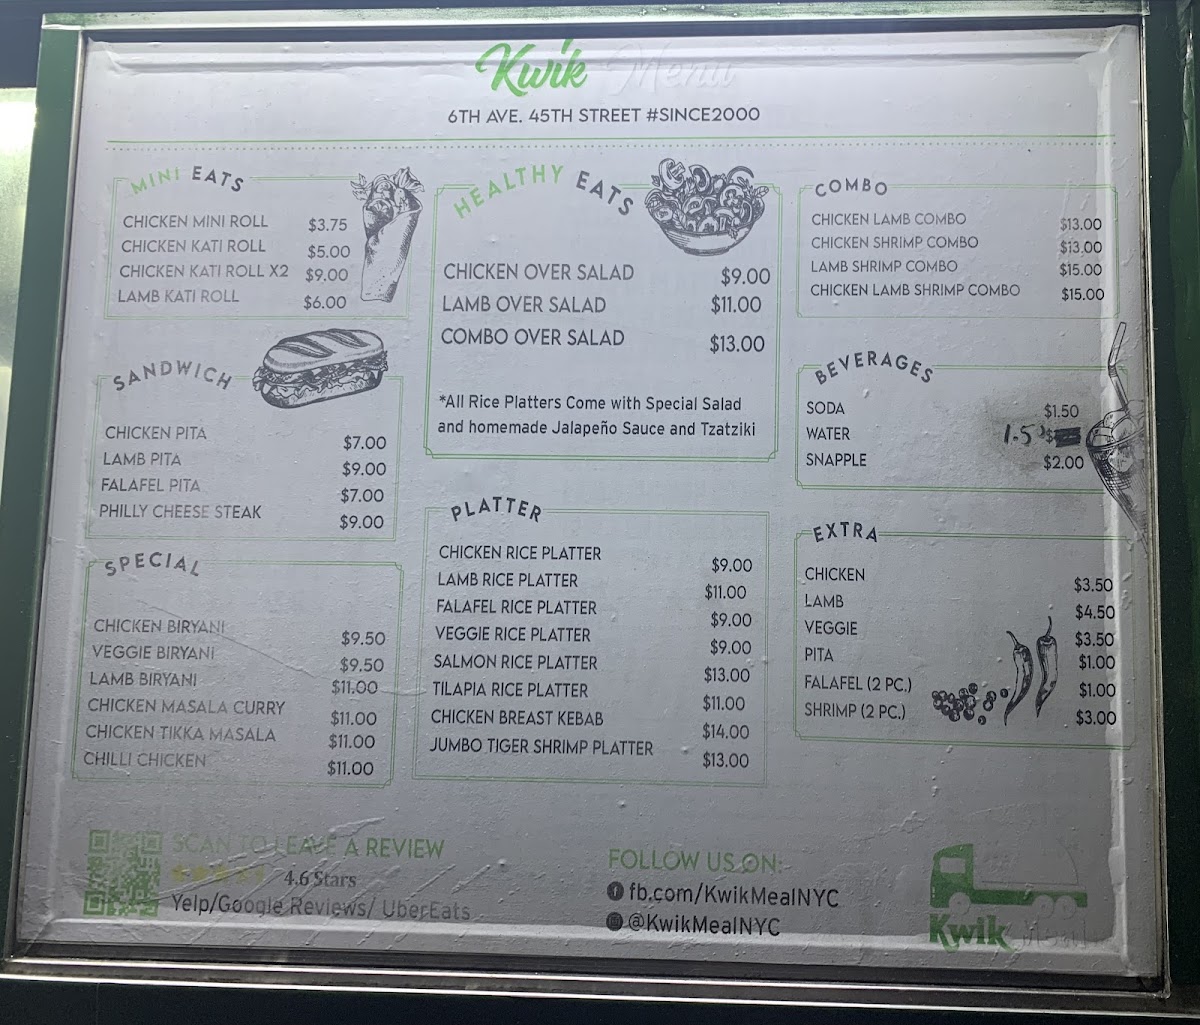 Kwik Menu
6TH AVE. 45TH STREET #SINCE2000
MINI EATS
CHICKEN MINI ROLL $3.75
CHICKEN KATI ROLL $5.00
CHICKEN KATI ROLL X2 $9.00
LAMB KATI ROLL $6.00
SANDWICH
CHICKEN PITA $7.00
LAMB PITA $9.00
FALAFEL PITA $7.00
PHILLY CHEESE STEAK $9.00
SPECIAL
CHICKEN BIRYANI $9.50
VEGGIE BIRYANI $9.50
LAMB BIRYANI $11.00
CHICKEN MASALA CURRY $11.00
CHICKEN TIKKA MASALA $11.00
CHILLI CHICKEN $11.00
HEALTHY EATS
CHICKEN OVER SALAD $9.00
LAMB OVER SALAD $11.00
COMBO OVER SALAD $13.00
*All Rice Platters Come with Special Salad
and homemade Jalapeño Sauce and Tzatziki
PLATTER
CHICKEN RICE PLATTER $9.00
LAMB RICE PLATTER $11.00
FALAFEL RICE PLATTER $9.00
VEGGIE RICE PLATTER $9.00
SALMON RICE PLATTER $13.00
TILAPIA RICE PLATTER $11.00
CHICKEN BREAST KEBAB $14.00
JUMBO TIGER SHRIMP PLATTER $13.00
COMBO
CHICKEN LAMB COMBO $13.00
CHICKEN SHRIMP COMBO $13.00
LAMB SHRIMP COMBO $15.00
CHICKEN LAMB SHRIMP COMBO $15.00
BEVERAGES
SODA $1.50
WATER 1.5 $
SNAPPLE $2.00
EXTRA
CHICKEN $3.50
LAMB $4.50
VEGGIE $3.50
PITA $1.00
FALAFEL (2 PC.) $1.00
SHRIMP (2 PC.) $3.00
SCAN TO LEAVE A REVIEW
4.6 Stars
Yelp/Google Reviews/ UberEats
FOLLOW US ON:
fb.com/KwikMealNYC
@KwikMealNYC
Kwik Meal